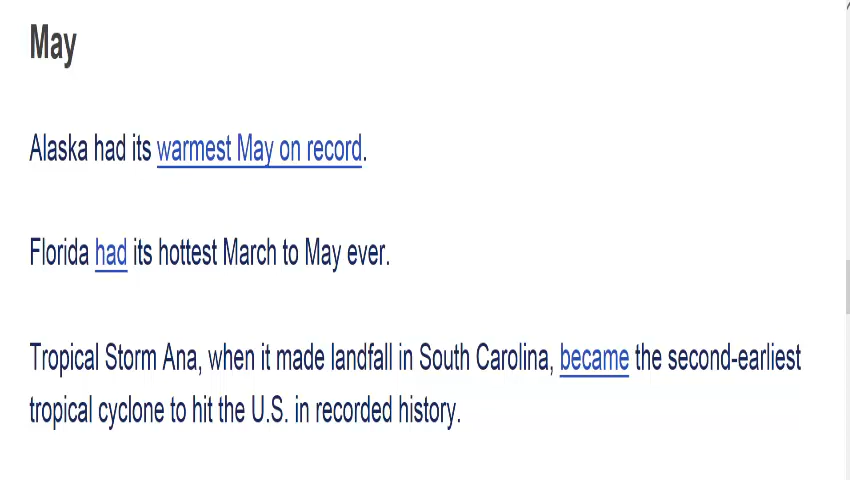 May
Alaska had its warmest May on record.
Florida had its hottest March to May ever.
Tropical Storm Ana, when it made landfall in South Carolina, became the second-earliest
tropical cyclone to hit the U.S. in recorded history.